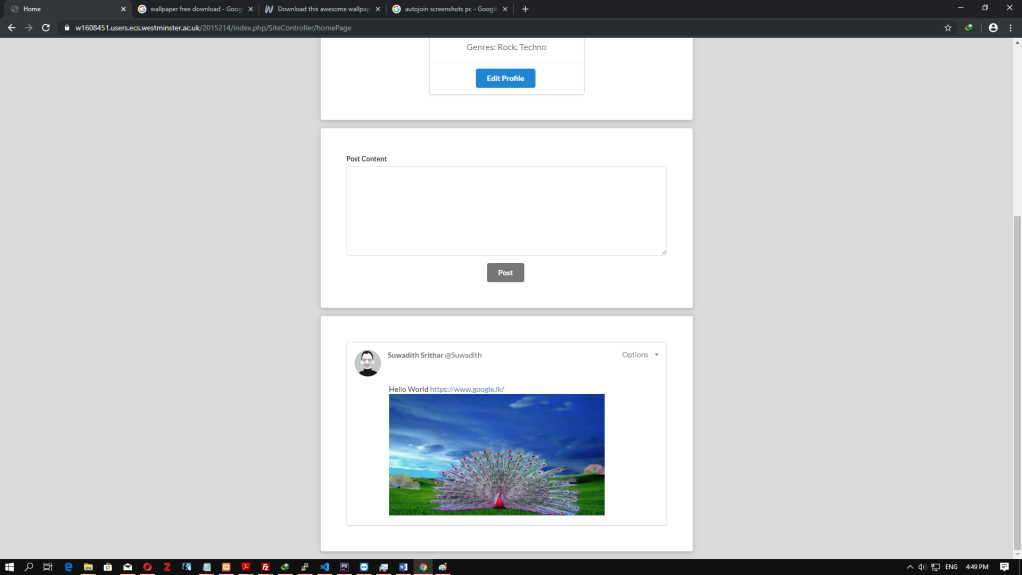 Home
wallpaper free download - Goog
Download this awesome wallpap
autojoin screenshots pc - Google
w1608451.users.ecs.westminster.ac.uk/2015214/index.php/SiteController/homePage
Genres: Rock, Techno
Edit Profile
Post Content
Post
Suwadith Srithar @Suwadith
Options
Hello World https://www.google.lk/
ENG
4:49 PM